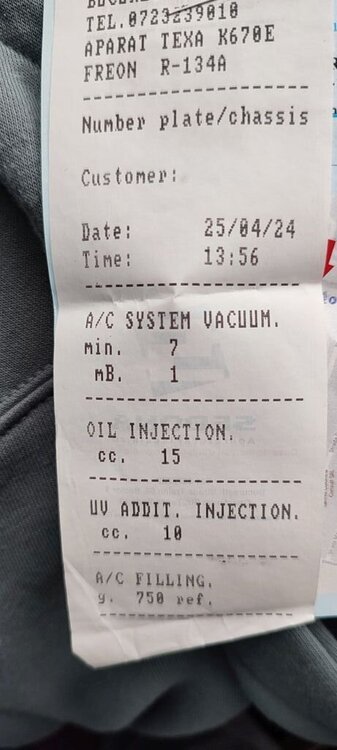 TEL.0723239010
APARAT TEXA K670E
FREON R-134A
Number plate/chassis
Customer:
Date: 25/04/24
Time: 13:56
A/C SYSTEM VACUUM.
min. 7
mB. 1
OIL INJECTION.
cc. 15
UV ADDIT. INJECTION.
cc. 10
A/C FILLING.
g. 750 ref.